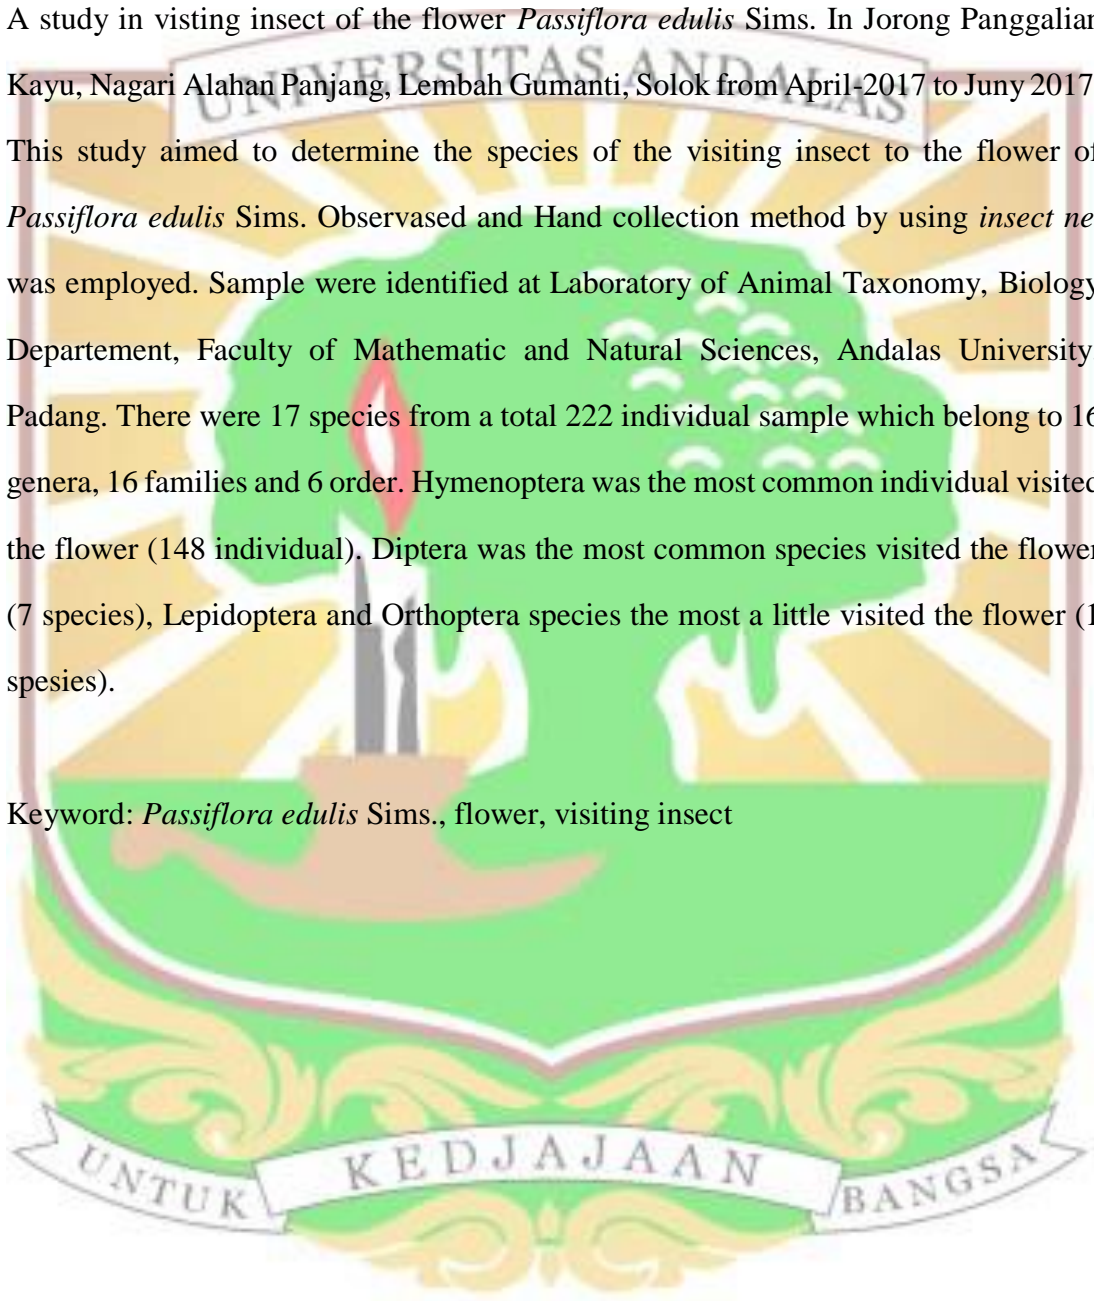 A study in visting insect of the flower Passiflora edulis Sims. In Jorong Panggalian
Kayu, Nagari Alahan Panjang, Lembah Gumanti, Solok from April-2017 to Juny 2017
UNIVERSITAS ANDALAS
This study aimed to determine the species of the visiting insect to the flower of
Passiflora edulis Sims. Observased and Hand collection method by using insect ne
was employed. Sample were identified at Laboratory of Animal Taxonomy, Biology
Departement, Faculty of Mathematic and Natural Sciences, Andalas University
Padang. There were 17 species from a total 222 individual sample which belong to 16
genera, 16 families and 6 order. Hymenoptera was the most common individual visited
the flower (148 individual). Diptera was the most common species visited the flower
(7 species), Lepidoptera and Orthoptera species the most a little visited the flower (1
spesies).
Keyword: Passiflora edulis Sims., flower, visiting insect
UNTUK KEDJAJAAN BANGSA